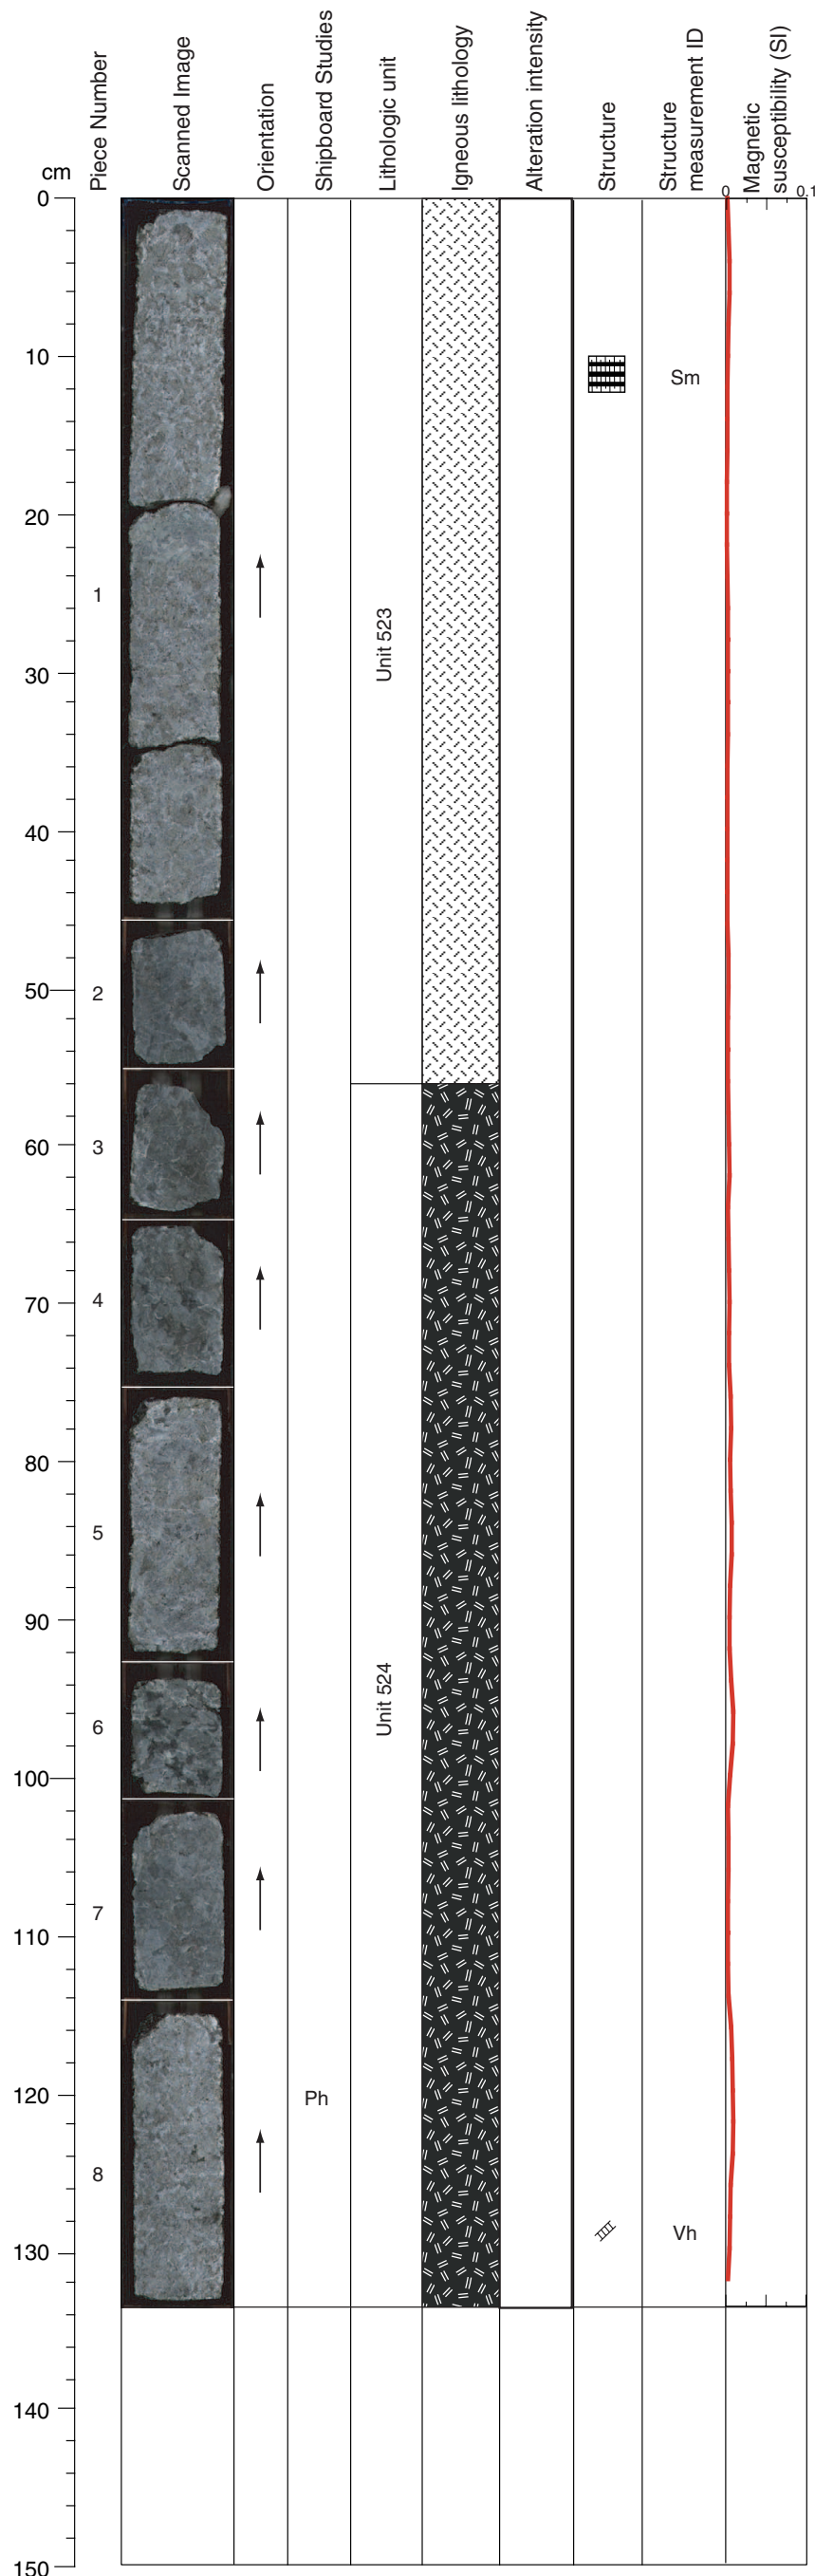 cm
Piece Number
Scanned Image
Orientation
Shipboard Studies
Lithologic unit
Igneous lithology
Alteration intensity
Structure
Structure
measurement ID
Magnetic
susceptibility (SI)
0
0.1
0
10
Sm
20
1
30
Unit 523
40
50
2
60
3
70
4
80
5
90
Unit 524
6
100
7
110
120
Ph
8
130
Vh
140
150